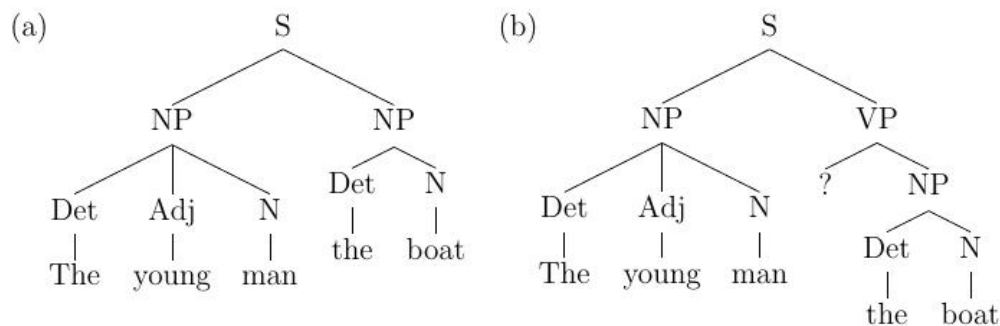 (a)
S
NP NP
Det Adj N Det N
The young man the boat
(b)
S
NP VP
Det Adj N ? NP
The young man Det N
the boat